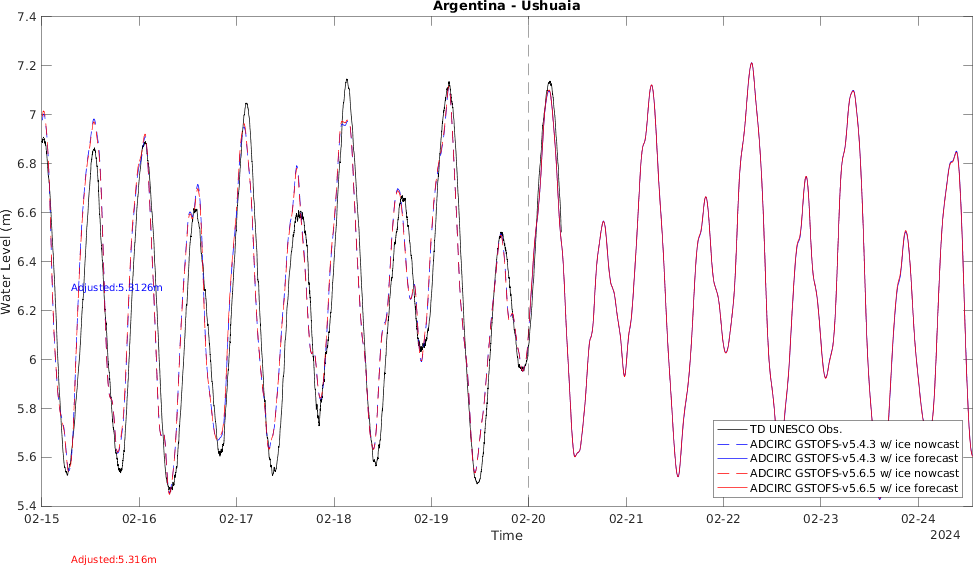 Argentina - Ushuaia
7.4
7.2
7
6.8
6.6
6.4
6.2
6
5.8
5.6
5.4
Water Level (m)
Adjusted:5.3126m
TD UNESCO Obs.
ADCIRC GSTOFS-v5.4.3 w/ ice nowcast
ADCIRC GSTOFS-v5.4.3 w/ ice forecast
ADCIRC GSTOFS-v5.6.5 w/ ice nowcast
ADCIRC GSTOFS-v5.6.5 w/ ice forecast
02-15 02-16 02-17 02-18 02-19 02-20 02-21 02-22 02-23 02-24
Time
2024
Adjusted:5.316m